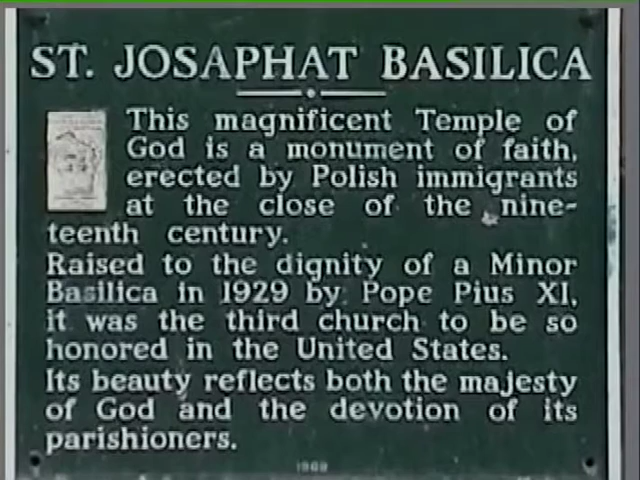 ST. JOSAPHAT BASILICA
This magnificent Temple of
God is a monument of faith,
erected by Polish immigrants
at the close of the nine-
teenth century.
Raised to the dignity of a Minor
Basilica in 1929 by Pope Pius XI,
it was the third church to be so
honored in the United States.
Its beauty reflects both the majesty
of God and the devotion of its
parishioners.